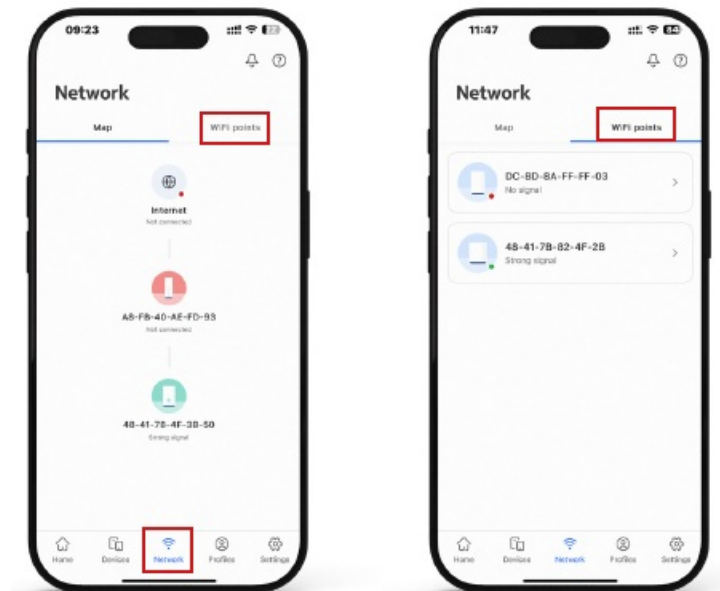 09:23
Network
Map WiFi points
Internet
Not connected
A8-FB-40-AE-FD-93
Not connected
48-41-7B-4F-3B-50
Strong signal
Home Devices Network Profiles Settings
11:47
Network
Map WiFi points
DC-8D-8A-FF-FF-03
No signal
48-41-7B-82-4F-2B
Strong signal
Home Devices Network Profiles Settings